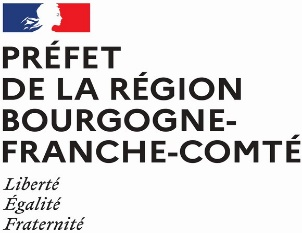 PRÉFET
DE LA RÉGION
BOURGOGNE-
FRANCHE-COMTÉ
Liberté
Égalité
Fraternité